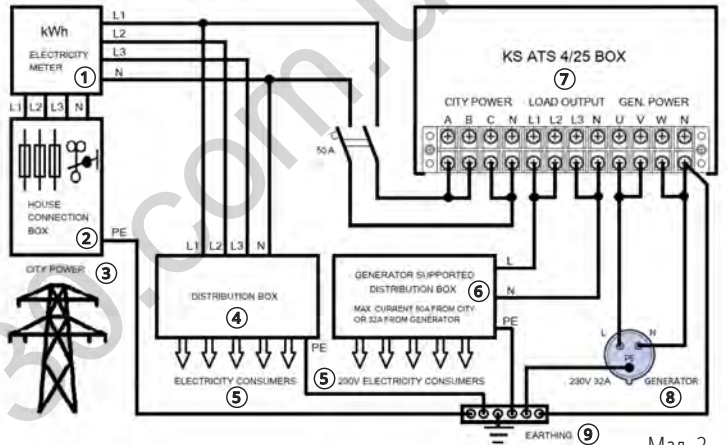 L1
L2
L3
N
kWh
ELECTRICITY
METER
①
L1 L2 L3 N
HOUSE
CONNECTION
BOX
②
PE
CITY POWER
③
50 A
KS ATS 4/25 BOX
⑦
CITY POWER LOAD OUTPUT GEN. POWER
A B C N L1 L2 L3 N U V W N
L1 L2 L3 N
DISTRIBUTION BOX
④
PE
ELECTRICITY CONSUMERS
⑤
GENERATOR SUPPORTED
DISTRIBUTION BOX
⑥
MAX. CURRENT 50A FROM CITY
OR 32A FROM GENERATOR
L
N
PE
⑤ 230V ELECTRICITY CONSUMERS
L N
PE
230V 32A
GENERATOR
⑧
EARTHING ⑨
Мал. 2